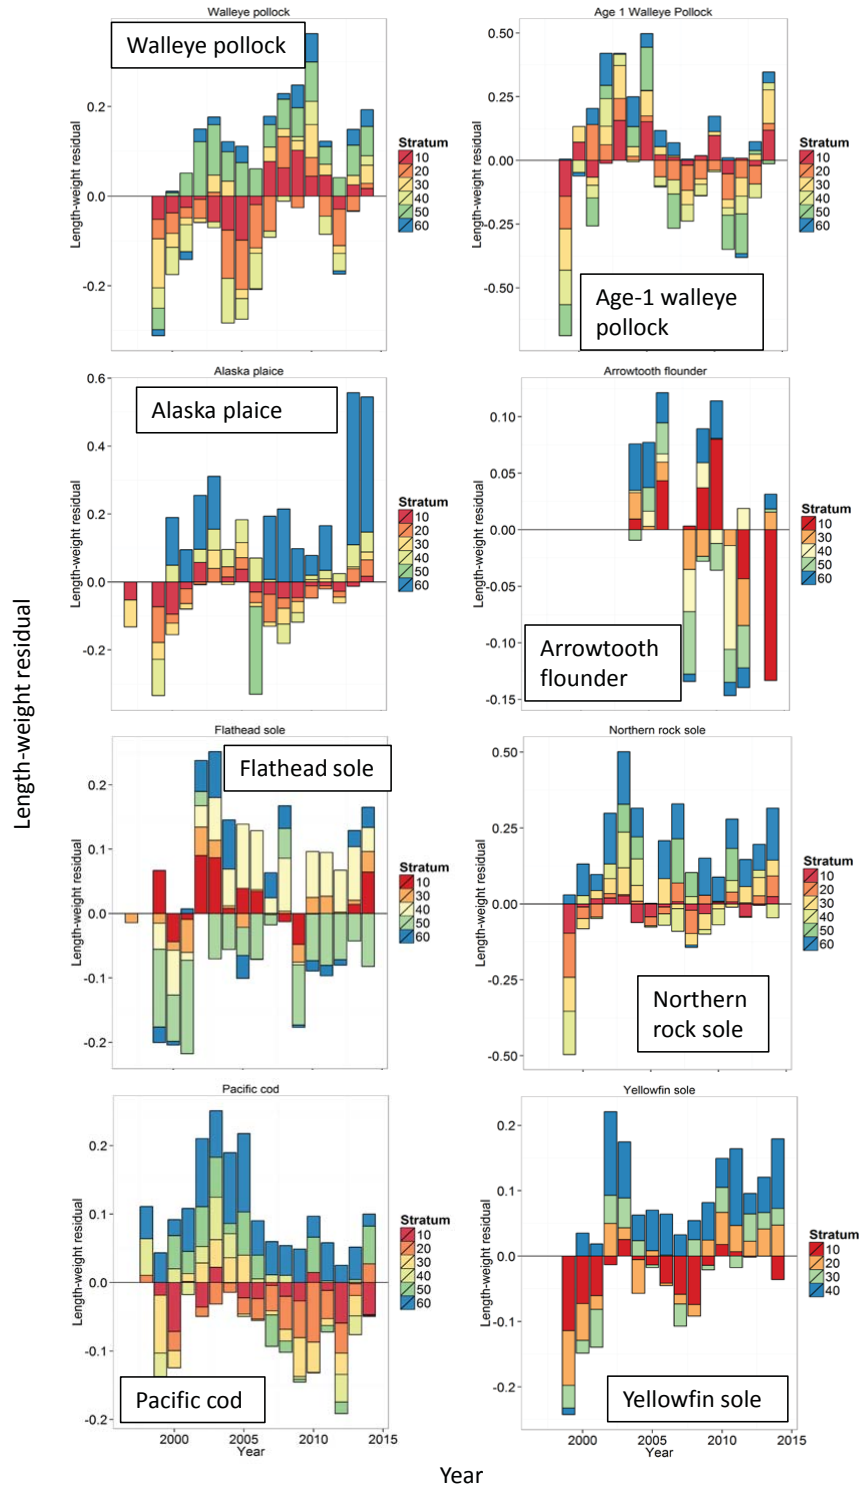 Walleye pollock
Walleye pollock
Length-weight residual
0.2
0.0
-0.2
Stratum
10
20
30
40
50
60
Age 1 Walleye Pollock
Age-1 walleye
pollock
Length-weight residual
0.50
0.25
0.00
-0.25
-0.50
Stratum
10
20
30
40
50
60
Alaska plaice
Alaska plaice
Length-weight residual
0.6
0.4
0.2
0.0
-0.2
Stratum
10
20
30
40
50
60
Arrowtooth flounder
Arrowtooth
flounder
Length-weight residual
0.10
0.05
0.00
-0.05
-0.10
-0.15
Stratum
10
30
40
50
60
Length-weight residual
Flathead sole
Flathead sole
Length-weight residual
0.2
0.1
0.0
-0.1
-0.2
Stratum
10
30
40
50
60
Northern rock sole
Northern
rock sole
Length-weight residual
0.50
0.25
0.00
-0.25
-0.50
Stratum
10
20
30
40
50
60
Pacific cod
Pacific cod
Length-weight residual
0.2
0.1
0.0
-0.1
-0.2
2000
2005
2010
2015
Year
Stratum
10
20
30
40
50
60
Yellowfin sole
Yellowfin sole
Length-weight residual
0.2
0.1
0.0
-0.1
-0.2
2000
2005
2010
2015
Year
Stratum
10
20
30
40
Year